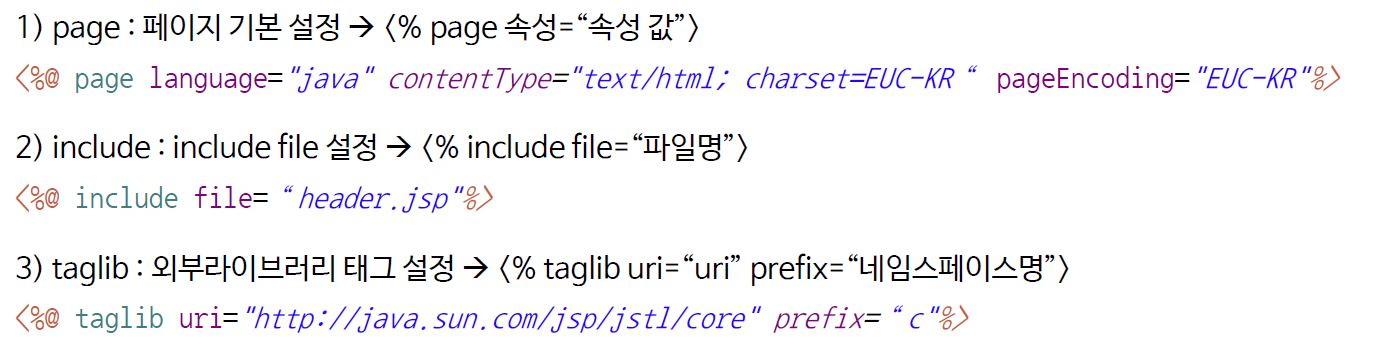 1) page : 페이지 기본 설정 → <% page 속성=“속성 값”>
<%@ page language="java" contentType="text/html; charset=EUC-KR “ pageEncoding="EUC-KR"%>
2) include : include file 설정 → <% include file=“파일명”>
<%@ include file= “header.jsp"%>
3) taglib : 외부라이브러리 태그 설정 → <% taglib uri=“uri” prefix=“네임스페이스명”>
<%@ taglib uri="http://java.sun.com/jsp/jstl/core" prefix= “c"%>